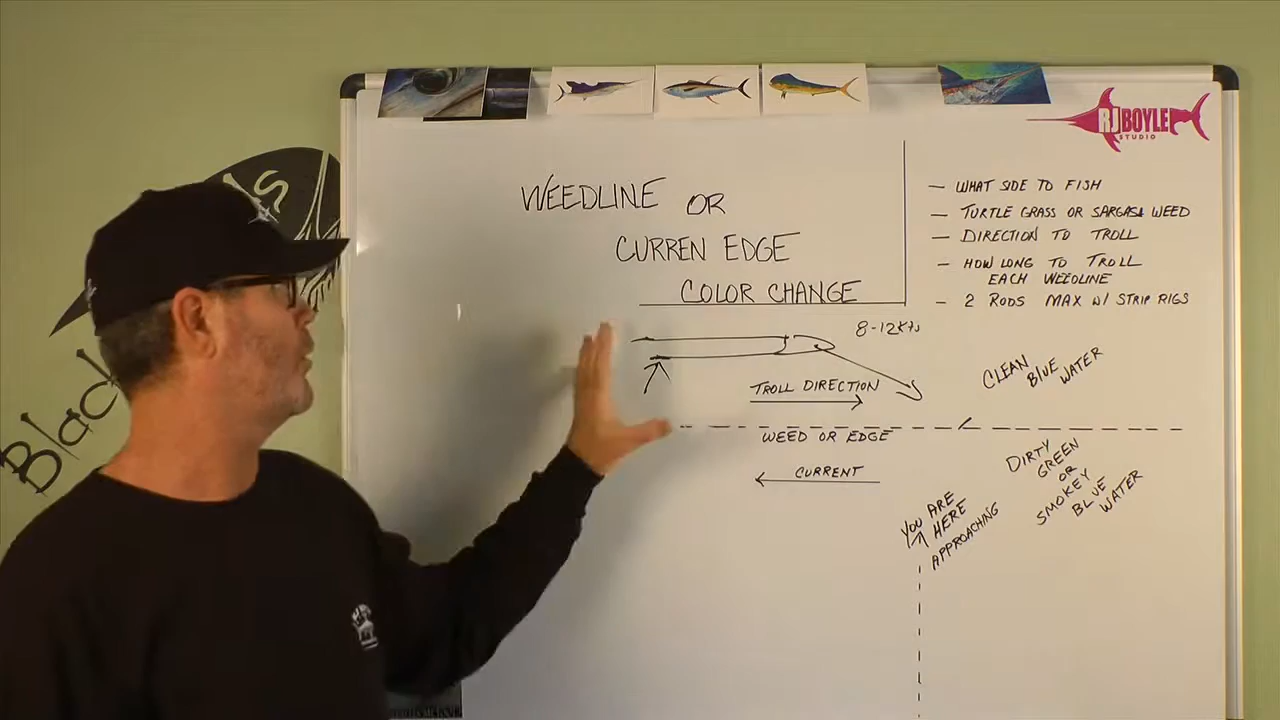 RJ BOYLE
STUDIO
WEEDLINE OR
CURREN EDGE
COLOR CHANGE
- WHAT SIDE TO FISH
- TURTLE GRASS OR SARGASA WEED
- DIRECTION TO TROLL
- HOW LONG TO TROLL
EACH WEEDLINE
- 2 RODS MAX W/ STRIP RIGS
8-12Kts
CLEAN
BLUE
WATER
TROLL DIRECTION
WEED OR EDGE
CURRENT
DIRTY
GREEN
OR
SMOKEY
BLUE
WATER
YOU ARE
HERE
APPROACHING
Black